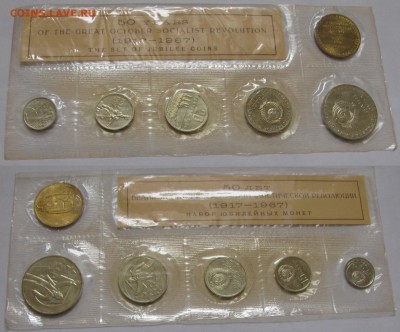 COINS.LAVE.RU
50 YEARS
OF THE GREAT OCTOBER SOCIALIST REVOLUTION
(1917-1967)
THE SET OF JUBILEE COINS
50 ЛЕТ
(1917-1967)
НАБОР ЮБИЛЕЙНЫХ МОНЕТ